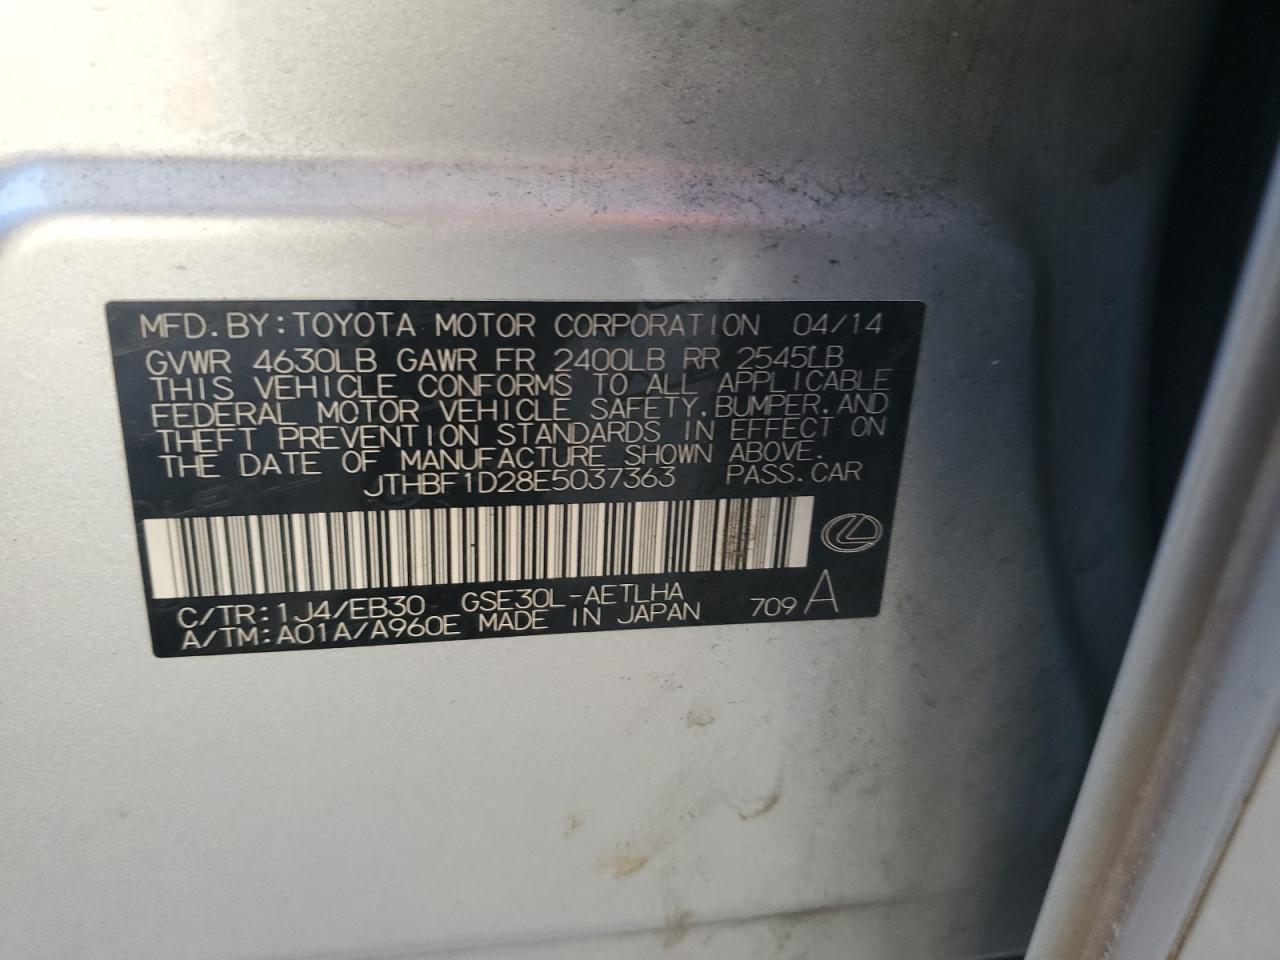 MFD.BY:TOYOTA MOTOR CORPORATION 04/14
GVWR 4630LB GAWR FR 2400LB RR 2545LB
THIS VEHICLE CONFORMS TO ALL APPLICABLE
FEDERAL MOTOR VEHICLE SAFETY,BUMPER,AND
THEFT PREVENTION STANDARDS IN EFFECT ON
THE DATE OF MANUFACTURE SHOWN ABOVE.
JTHBF1D28E5037363 PASS.CAR
C/TR:1J4/EB30 GSE30L-AETLHA
A/TM:A01A/A960E MADE IN JAPAN 709 A